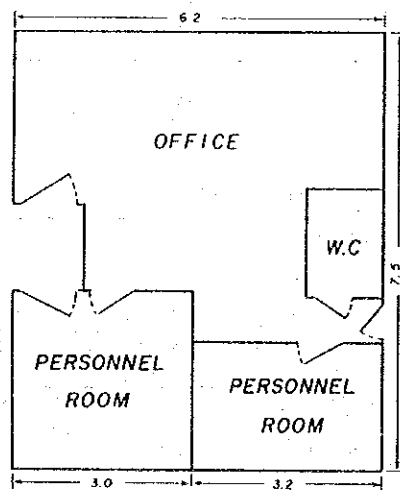 6.2
OFFICE
W.C
7.5
PERSONNEL
ROOM
PERSONNEL
ROOM
3.0
3.2